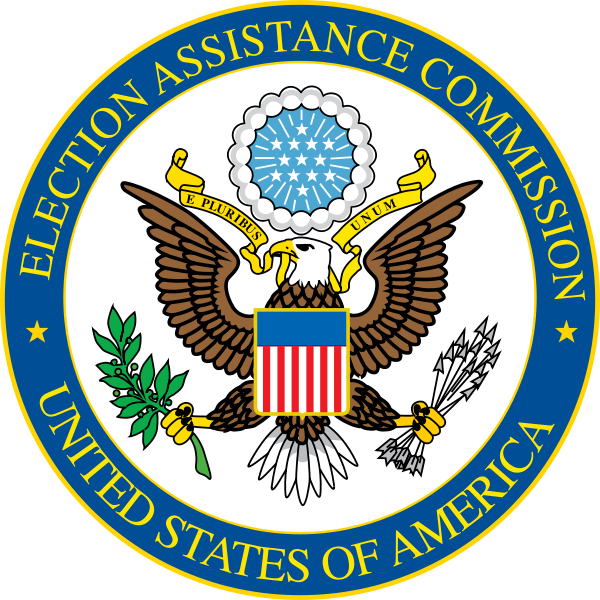 ELECTION ASSISTANCE COMMISSION
E PLURIBUS UNUM
UNITED STATES OF AMERICA